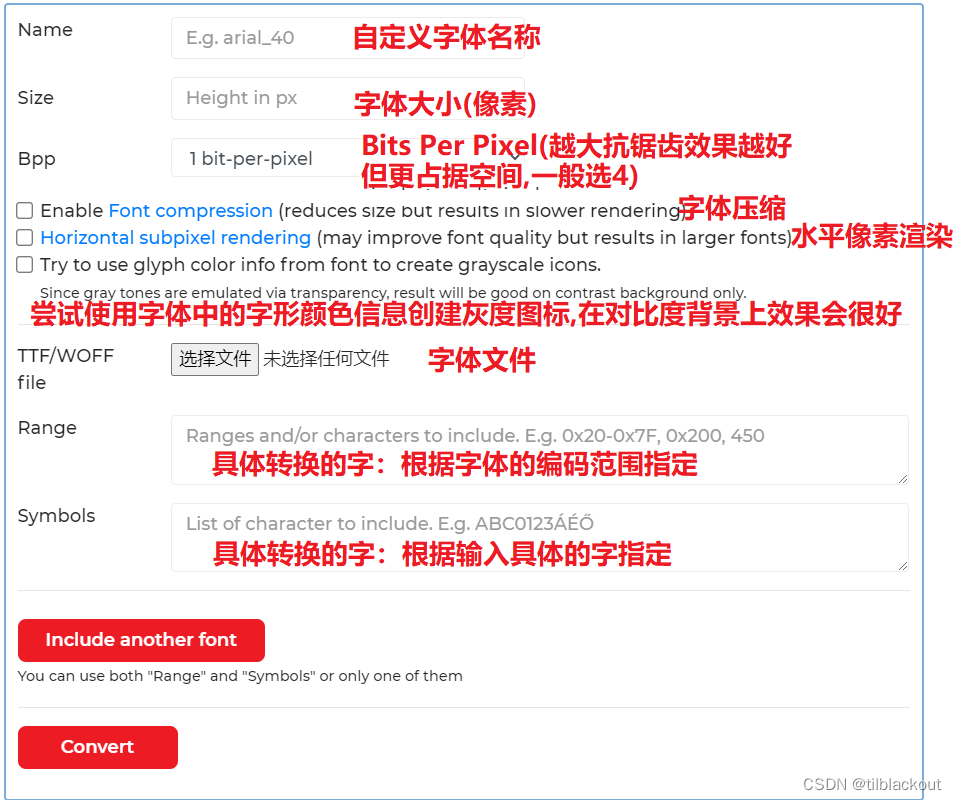 Name
E.g. arial_40 自定义字体名称
Size
Height in px 字体大小(像素)
Bpp
1 bit-per-pixel
Bits Per Pixel(越大抗锯齿效果越好
但更占据空间,一般选4)
Enable Font compression (reduces size but results in slower rendering) 字体压缩
Horizontal subpixel rendering (may improve font quality but results in larger fonts) 水平像素渲染
Try to use glyph color info from font to create grayscale icons.
Since gray tones are emulated via transparency, result will be good on contrast background only.
尝试使用字体中的字形颜色信息创建灰度图标,在对比度背景上效果会很好
TTF/WOFF
file
选择文件 未选择任何文件 字体文件
Range
Ranges and/or characters to include. E.g. 0x20-0x7F, 0x200, 450
具体转换的字：根据字体的编码范围指定
Symbols
List of character to include. E.g. ABC0123ÁÉŐ
具体转换的字：根据输入具体的字指定
Include another font
You can use both "Range" and "Symbols" or only one of them
Convert
CSDN @tilblackout